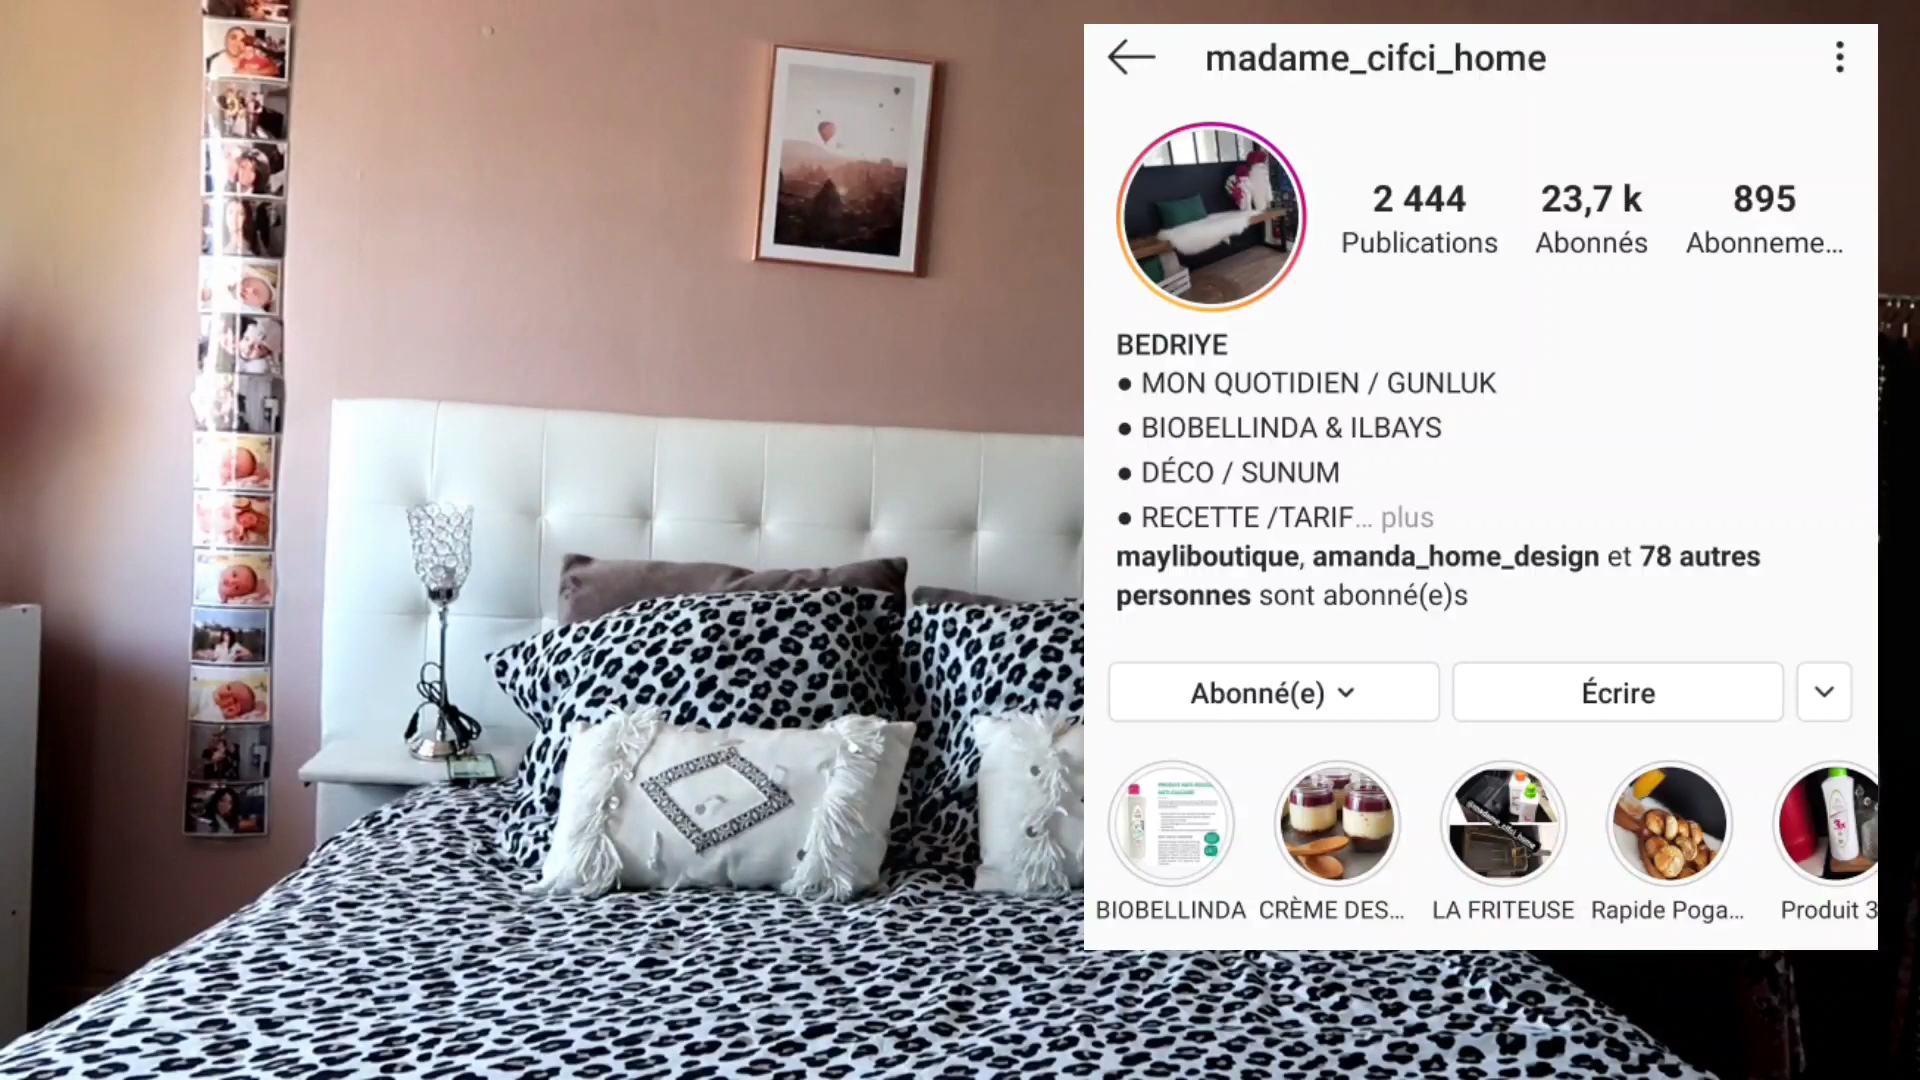 madame_cifci_home
2 444
23,7 k
895
Publications
Abonnés
Abonneme...
BEDRIYE
● MON QUOTIDIEN / GUNLUK
● BIOBELLINDA & ILBAYS
● DÉCO / SUNUM
● RECETTE /TARIF... plus
mayliboutique, amanda_home_design et 78 autres
personnes sont abonné(e)s
Abonné(e)
Écrire
BIOBELLINDA
CRÈME DES...
LA FRITEUSE
Rapide Poga...
Produit 3